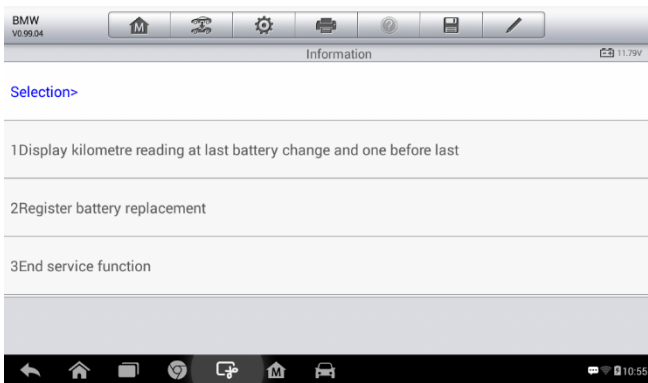 BMW
V0.99.04
M
Information
11.79V
Selection>
1Display kilometre reading at last battery change and one before last
2Register battery replacement
3End service function
M
10:55